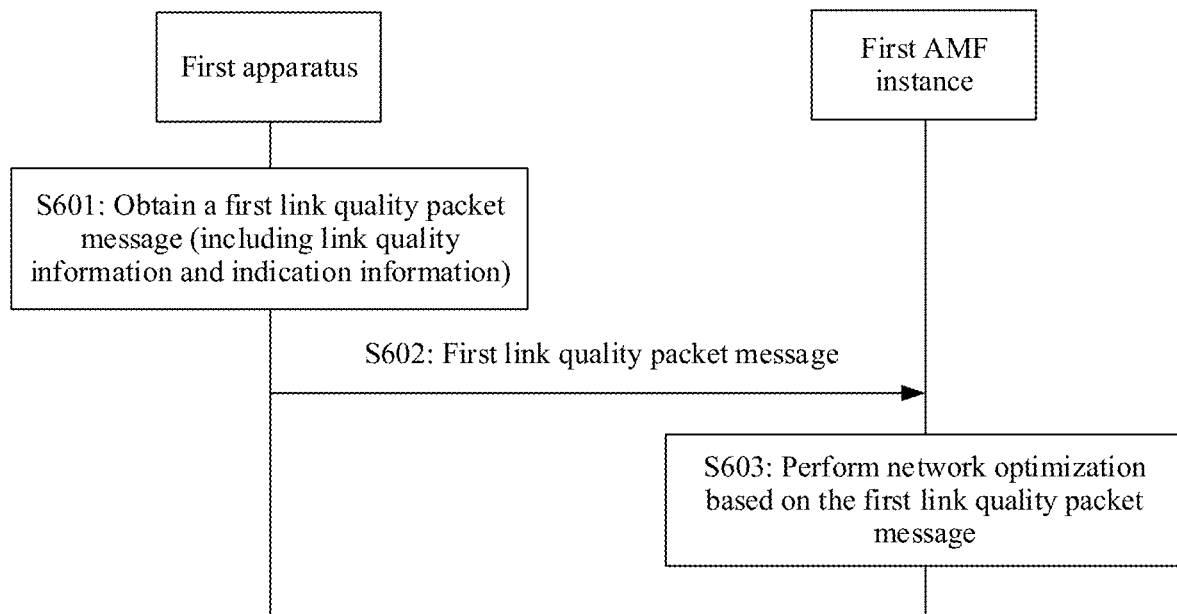 First apparatus
First AMF
instance
S601: Obtain a first link quality packet
message (including link quality
information and indication information)
S602: First link quality packet message
S603: Perform network optimization
based on the first link quality packet
message